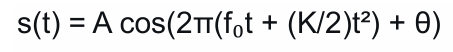 s(t) = A cos(2π(f₀t + (K/2)t²) + θ)